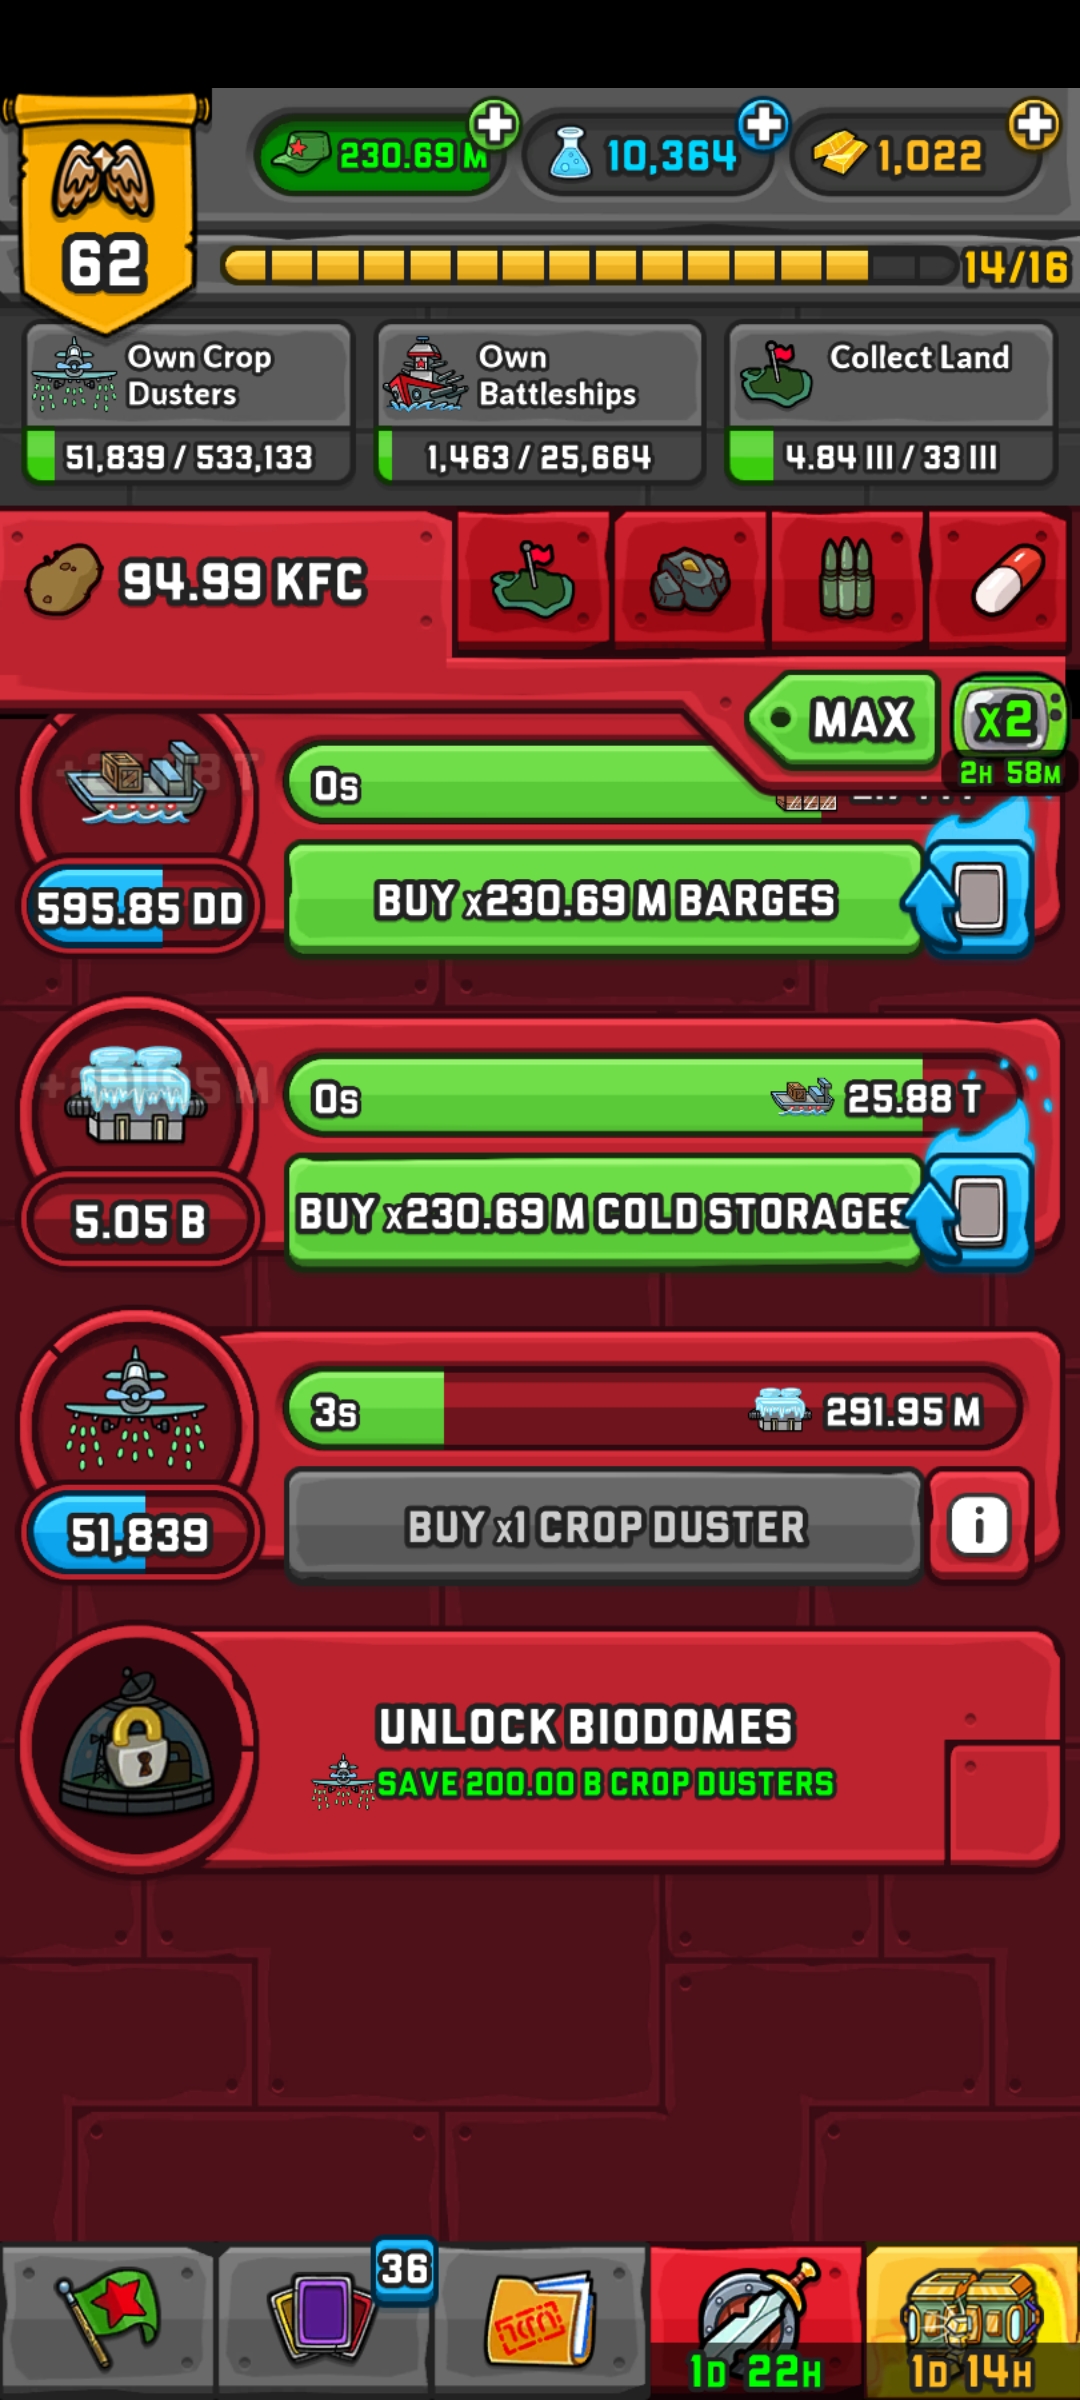 230.69 M
10,364
1,022
62
14/16
Own Crop
Dusters
51,839 / 533,133
Own
Battleships
1,463 / 25,664
Collect Land
4.84 III / 33 III
94.99 KFC
MAX
X2
2H 58M
0s
595.85 DD
BUY x230.69 M BARGES
0s
25.88 T
5.05 B
BUY x230.69 M COLD STORAGES
3s
291.95 M
51,839
BUY x1 CROP DUSTER
i
UNLOCK BIODOMES
SAVE 200.00 B CROP DUSTERS
36
1D 22H
1D 14H